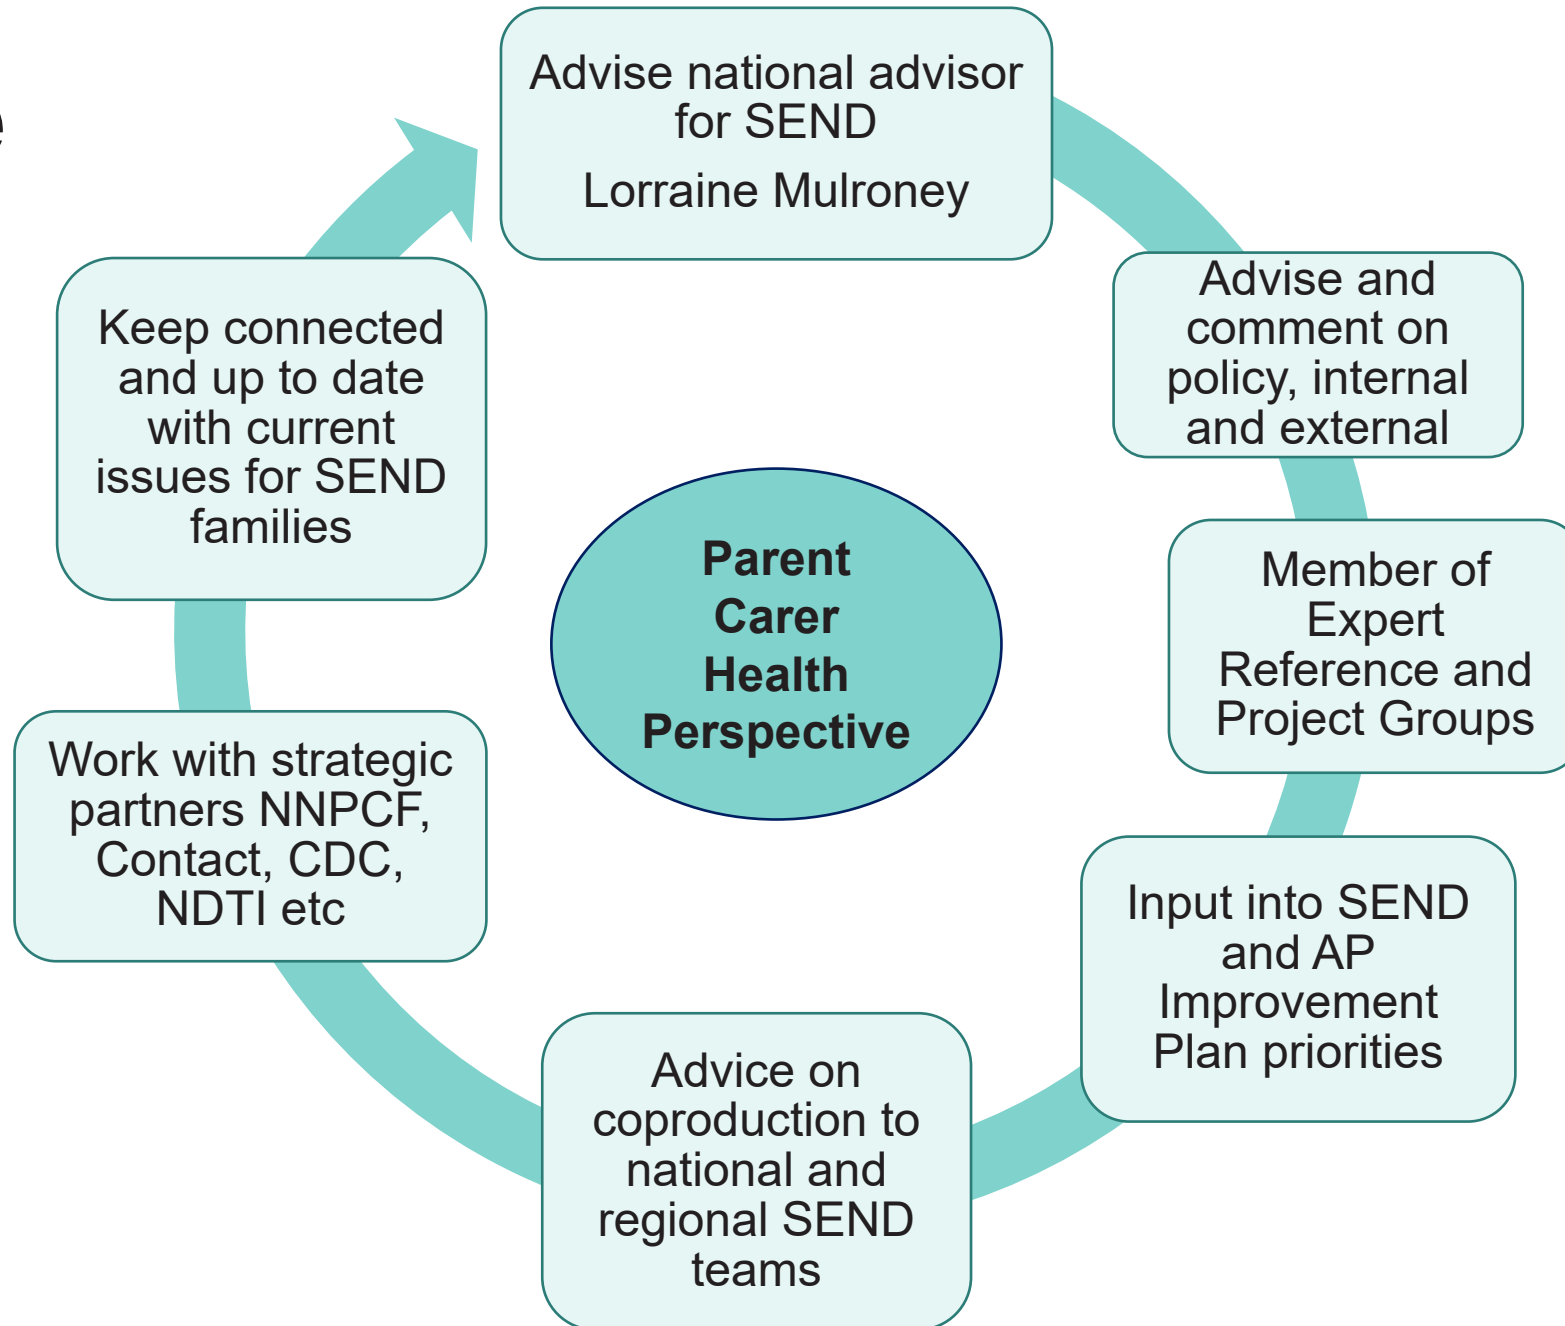 Advise national advisor
for SEND
Lorraine Mulroney
Advise and
comment on
policy, internal
and external
Member of
Expert
Reference and
Project Groups
Input into SEND
and AP
Improvement
Plan priorities
Advice on
coproduction to
national and
regional SEND
teams
Work with strategic
partners NNPCF,
Contact, CDC,
NDTI etc
Keep connected
and up to date
with current
issues for SEND
families
Parent
Carer
Health
Perspective